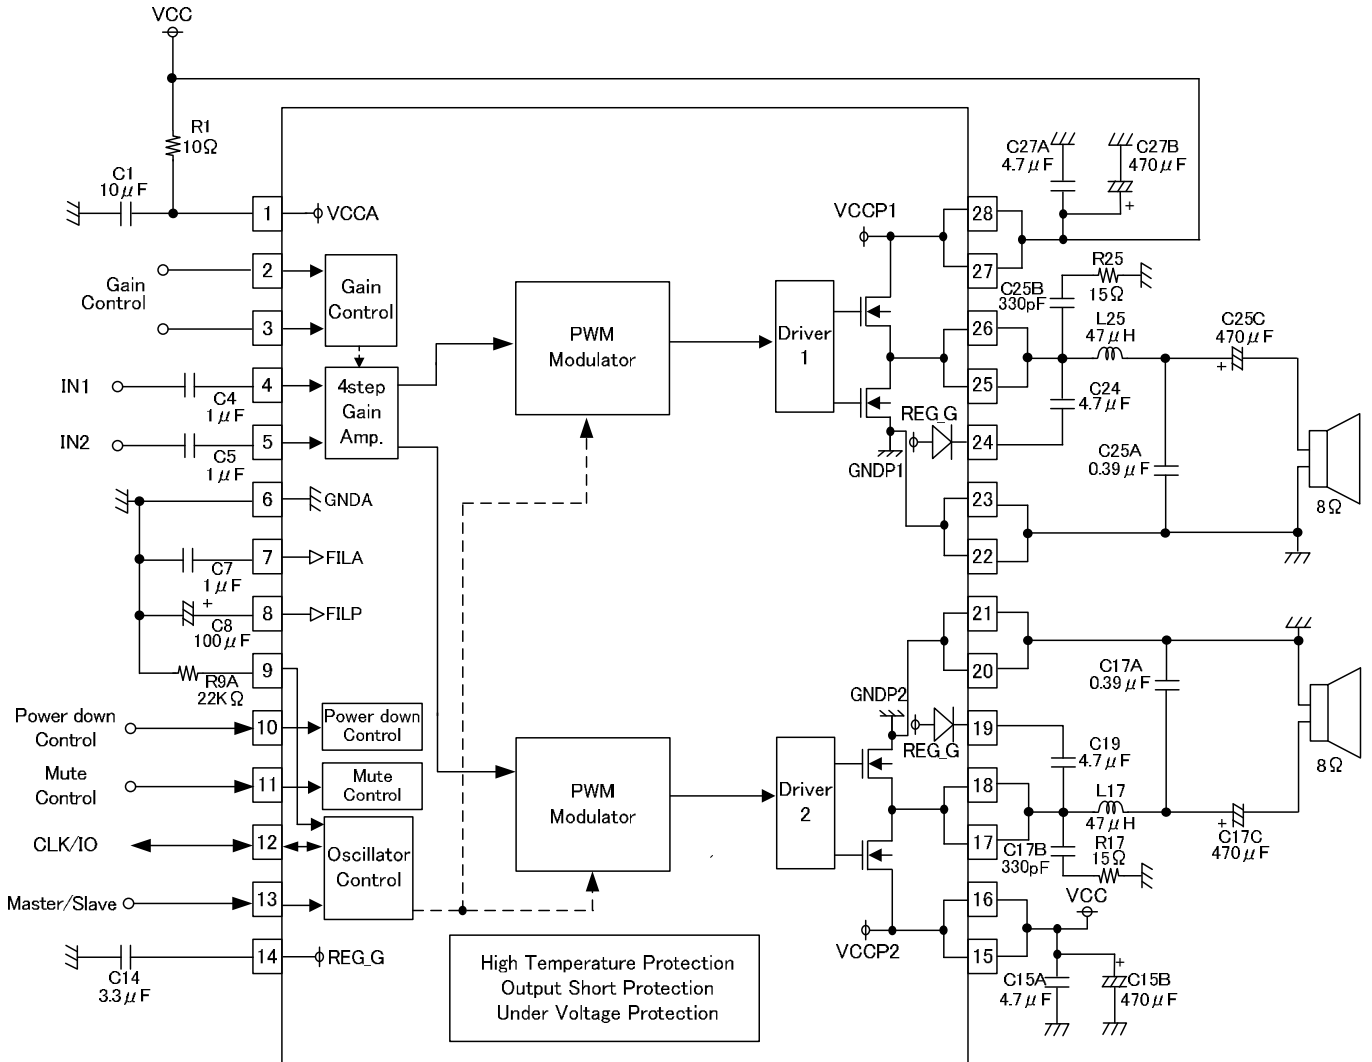 VCC
R1
10Ω
C1
10μF
1
VCCA
2
Gain
Control
3
Gain
Control
IN1
C4
1μF
4
4step
Gain
Amp.
IN2
C5
1μF
5
6
GNDA
C7
1μF
7
FILA
+
C8
100μF
8
FILP
R9A
22KΩ
9
Power down
Control
10
Power down
Control
Mute
Control
11
Mute
Control
CLK/IO
12
Oscillator
Control
Master/Slave
13
C14
3.3μF
14
REG_G
PWM
Modulator
PWM
Modulator
High Temperature Protection
Output Short Protection
Under Voltage Protection
Driver
1
VCCP1
REG_G
GNDP1
GNDP2
REG_G
Driver
2
VCCP2
28
27
26
25
24
23
22
21
20
19
18
17
16
15
C27A
4.7μF
C27B
470μF
+
R25
15Ω
C25B
330pF
L25
47μH
C25C
470μF
+
C24
4.7μF
C25A
0.39μF
8Ω
C17A
0.39μF
C19
4.7μF
8Ω
L17
47μH
+
C17C
470μF
C17B
330pF
R17
15Ω
VCC
C15A
4.7μF
+
C15B
470μF